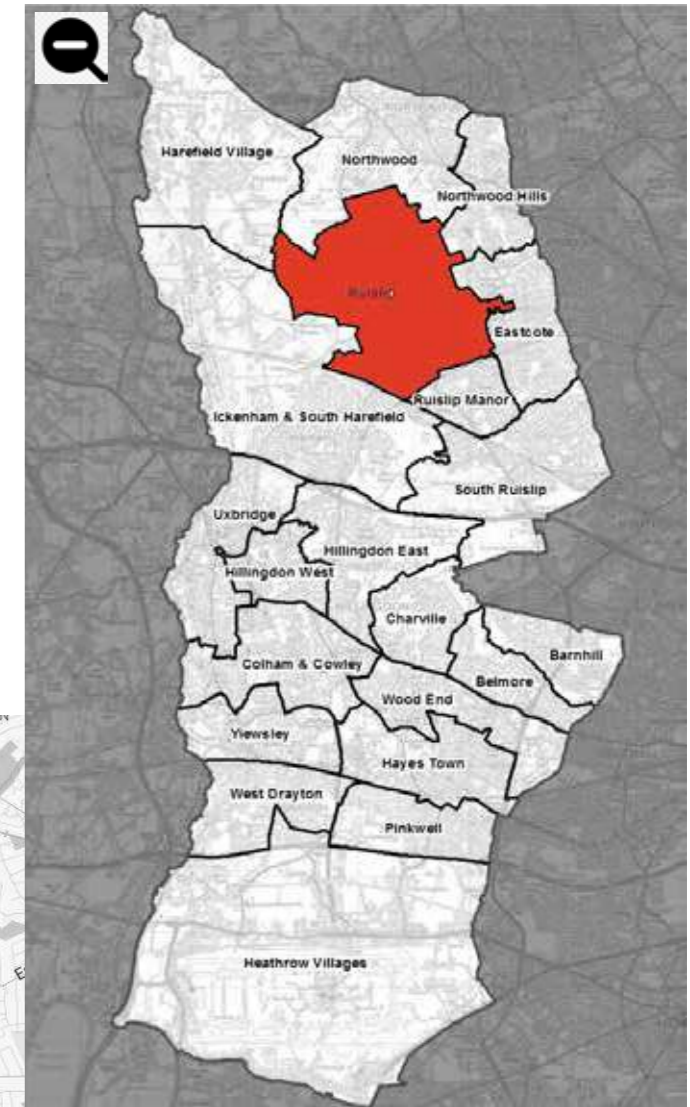 Harefield Village
Northwood
Northwood Hills
Ruislip
Eastcote
Ruislip Manor
Ickenham & South Harefield
South Ruislip
Uxbridge
Hillingdon East
Hillingdon West
Charville
Barnhill
Colham & Cowley
Belmore
Wood End
Yiewsley
Hayes Town
West Drayton
Pinkwell
Heathrow Villages